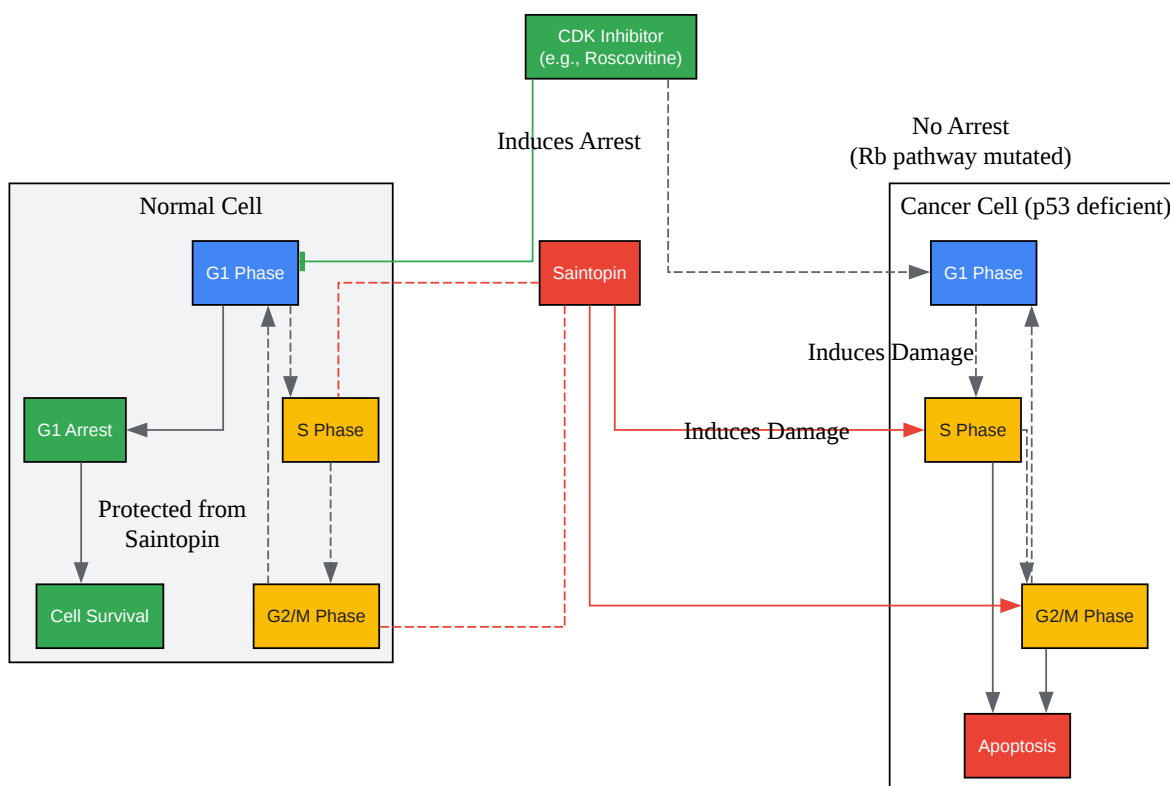 CDK Inhibitor
(e.g., Roscovitine)
Induces Arrest
No Arrest
(Rb pathway mutated)
Normal Cell
Cancer Cell (p53 deficient)
G1 Phase
Saintopin
G1 Phase
Induces Damage
G1 Arrest
S Phase
Induces Damage
S Phase
Protected from
Saintopin
Cell Survival
G2/M Phase
G2/M Phase
Apoptosis